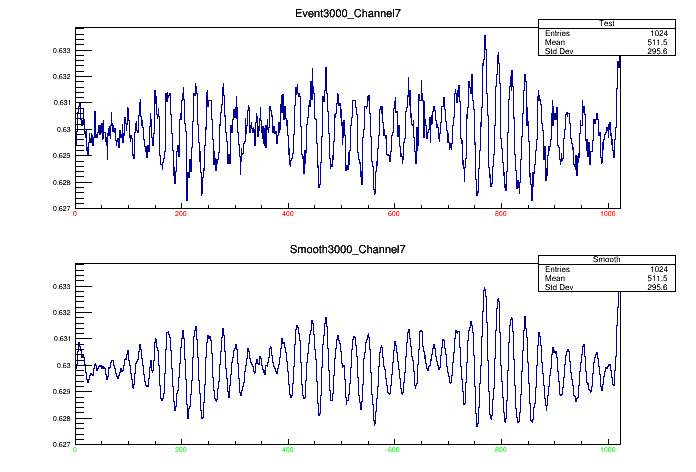 Event3000_Channel7
Test
Entries 1024
Mean 511.5
Std Dev 295.6
0.633
0.632
0.631
0.63
0.629
0.628
0.627
0 200 400 600 800 1000
Smooth3000_Channel7
Smooth
Entries 1024
Mean 511.5
Std Dev 295.6
0.633
0.632
0.631
0.63
0.629
0.628
0.627
0 200 400 600 800 1000